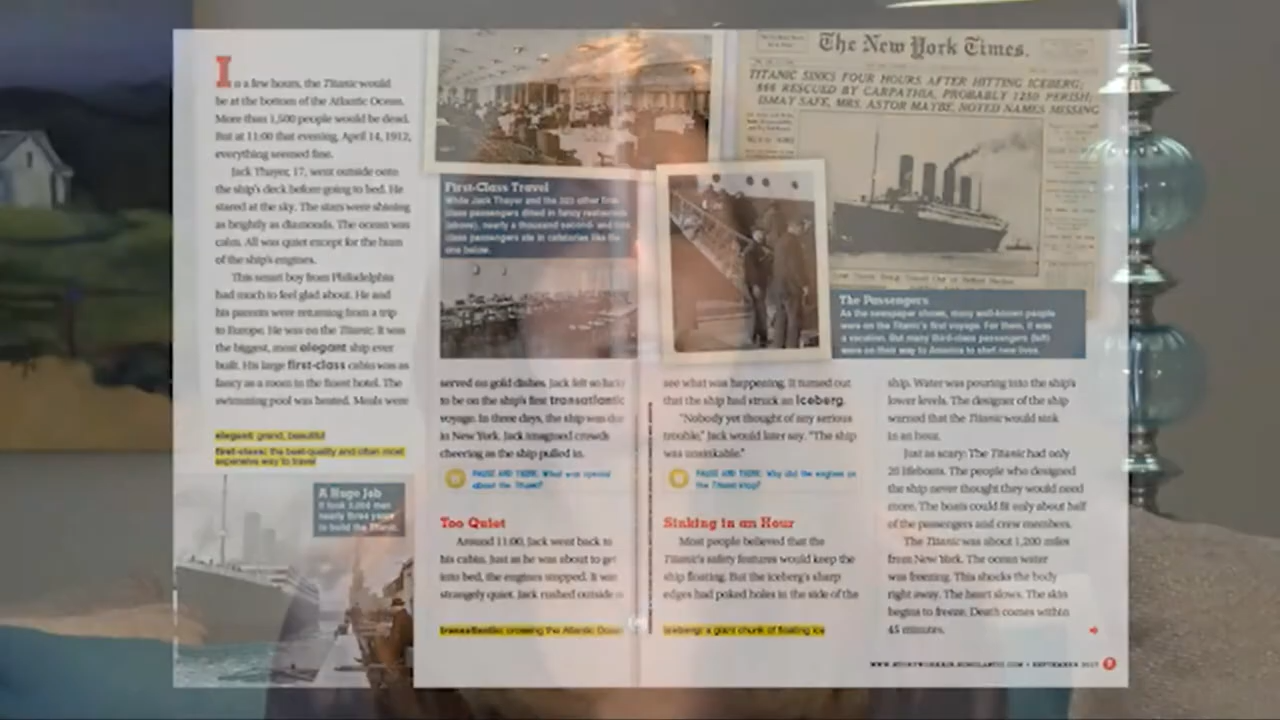 In a few hours, the Titanic would
be at the bottom of the Atlantic Ocean.
More than 1,500 people would be dead.
But at 11:00 that evening, April 14, 1912,
everything seemed fine.
Jack Thayer, 17, went outside onto
the ship's deck before going to bed. He
stared at the sky. The stars were shining
as brightly as diamonds. The ocean was
calm. All was quiet except for the hum
of the ship's engines.
This smart boy from Philadelphia
had much to feel glad about. He and
his parents were returning from a trip
to Europe. He was on the Titanic. It was
the biggest, most elegant ship ever
built. His large first-class cabin was as
fancy as a room in the finest hotel. The
swimming pool was heated. Meals were
elegant: grand, beautiful
first-class: the best-quality and often most
expensive way to travel
A Huge Job
It took 3,000 men
nearly three years
to build the Titanic.
First-Class Travel
While Jack Thayer and the 323 other first-
class passengers dined in fancy restaurants
(above), nearly a thousand second- and third-
class passengers ate in cafeterias like the
one below.
served on gold dishes. Jack felt so lucky
to be on the ship's first transatlantic
voyage. In three days, the ship was due
in New York. Jack imagined crowds
cheering as the ship pulled in.
PAUSE AND THINK: What was special
about the Titanic?
Too Quiet
Around 11:00, Jack went back to
his cabin. Just as he was about to get
into bed, the engines stopped. It was
strangely quiet. Jack rushed outside to
transatlantic: crossing the Atlantic Ocean
The New York Times.
TITANIC SINKS FOUR HOURS AFTER HITTING ICEBERG;
866 RESCUED BY CARPATHIA, PROBABLY 1250 PERISH;
ISMAY SAFE, MRS. ASTOR MAYBE, NOTED NAMES MISSING
The Passengers
As the newspaper shows, many well-known people
were on the Titanic's first voyage. For them, it was
a vacation. But many third-class passengers (left)
were on their way to America to start new lives.
see what was happening. It turned out
that the ship had struck an iceberg.
"Nobody yet thought of any serious
trouble," Jack would later say. "The ship
was unsinkable."
PAUSE AND THINK: Why did the engines on
the Titanic stop?
Sinking in an Hour
Most people believed that the
Titanic's safety features would keep the
ship floating. But the iceberg's sharp
edges had poked holes in the side of the
iceberg: a giant chunk of floating ice
ship. Water was pouring into the ship's
lower levels. The designer of the ship
warned that the Titanic would sink
in an hour.
Just as scary: The Titanic had only
20 lifeboats. The people who designed
the ship never thought they would need
more. The boats could fit only about half
of the passengers and crew members.
The Titanic was about 1,200 miles
from New York. The ocean water
was freezing. This shocks the body
right away. The heart slows. The skin
begins to freeze. Death comes within
45 minutes.
WWW.STORYWORKSJR.SCHOLASTIC.COM • SEPTEMBER 2017